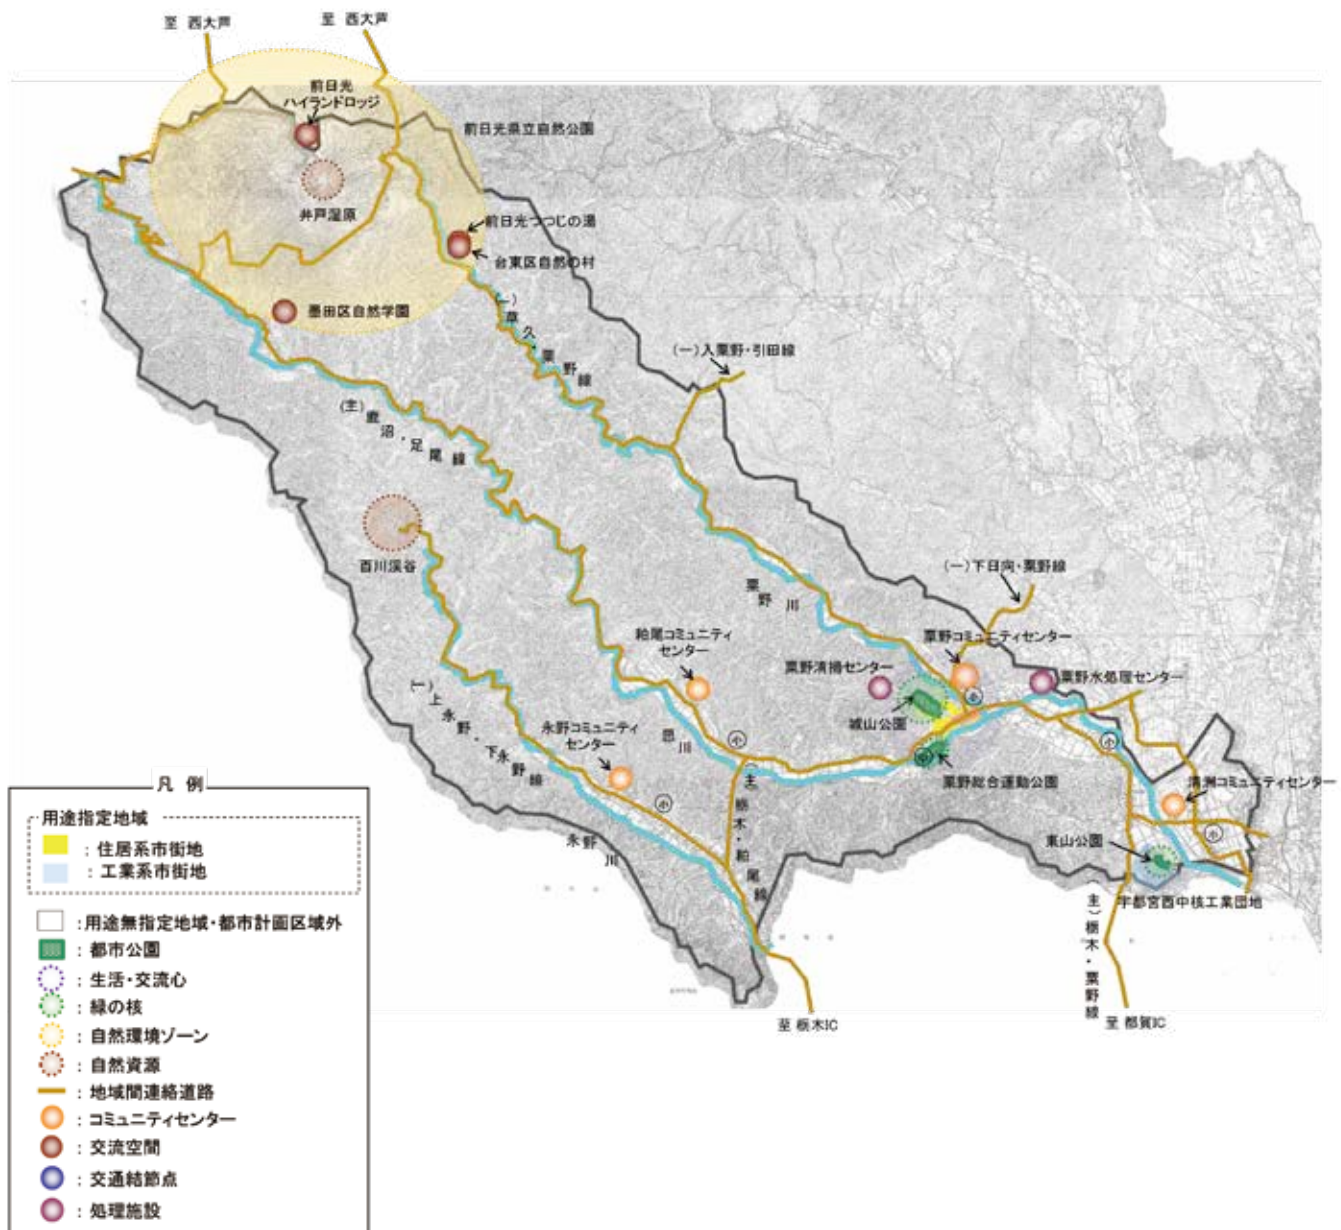 至 西大芦
至 西大芦
前日光
ハイランドロッジ
前日光県立自然公園
井戸湿原
前日光つつじの湯
台東区自然の村
墨田区自然学園
(一)草久・粟野線
(一)入粟野・引田線
(主)鹿沼・足尾線
百川渓谷
粟野川
(一)下日向・粟野線
粕尾コミュニティ
センター
粟野コミュニティセンター
粟野清掃センター
粟野水処理センター
城山公園
小
(一)上永野・下永野線
永野コミュニティ
センター
思川
小
中
粟野総合運動公園
小
清洲コミュニティセンター
小
(主)栃木・粕尾線
小
東山公園
永野川
宇都宮西中核工業団地
(主)栃木・粟野線
至 栃木IC
至 都賀IC
凡 例
用途指定地域
：住居系市街地
：工業系市街地
：用途無指定地域・都市計画区域外
：都市公園
：生活・交流心
：緑の核
：自然環境ゾーン
：自然資源
：地域間連絡道路
：コミュニティセンター
：交流空間
：交通結節点
：処理施設